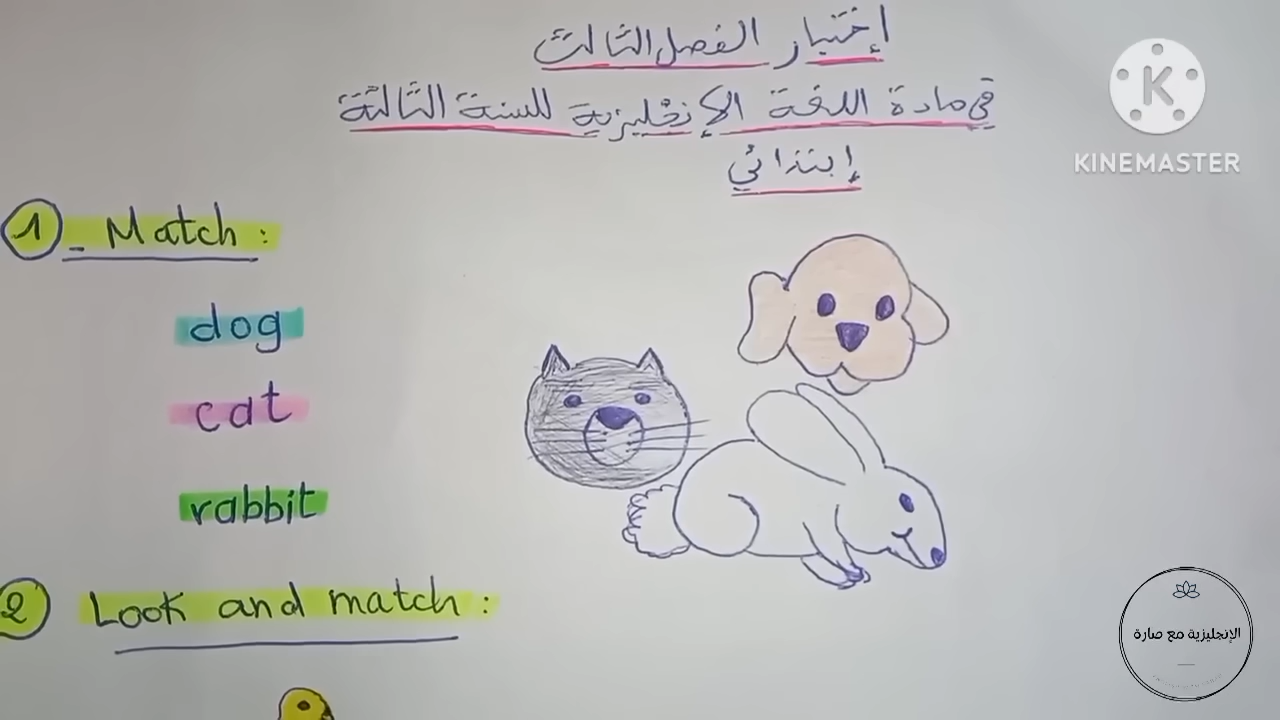 إختبار الفصل الثالث
في مادة اللغة الإنجليزية للسنة الثالثة
إبتدائي
KINEMASTER
1 - Match :
dog
cat
rabbit
2 Look and match :
الإنجليزية مع صارة